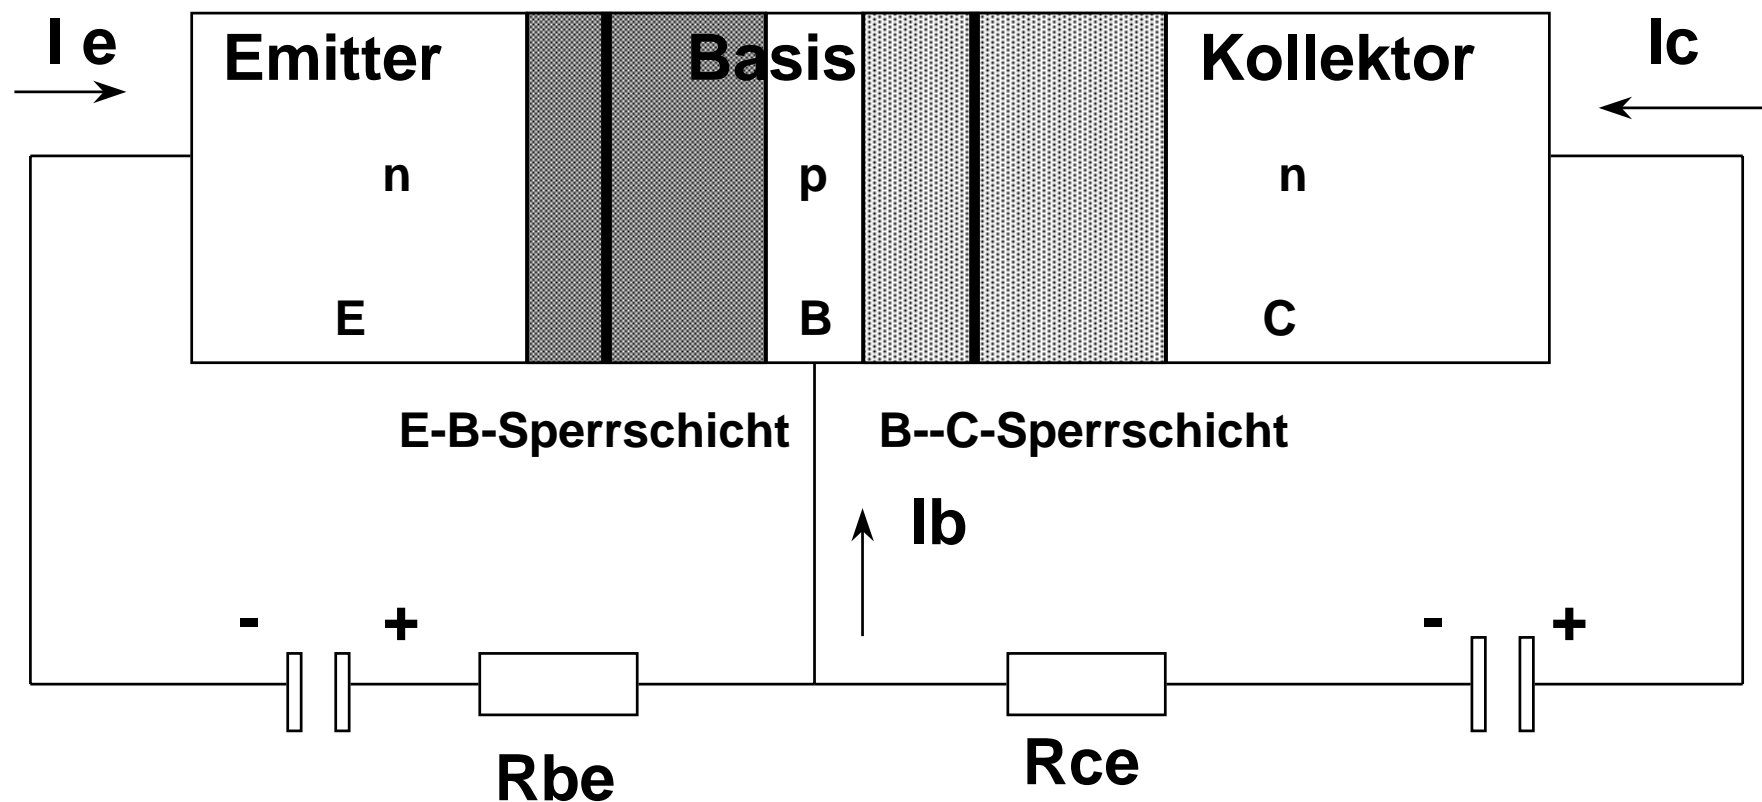 I e
Emitter
Basis
Kollektor
Ic
n
p
n
E
B
C
E-B-Sperrschicht
B--C-Sperrschicht
Ib
- +
- +
Rbe
Rce